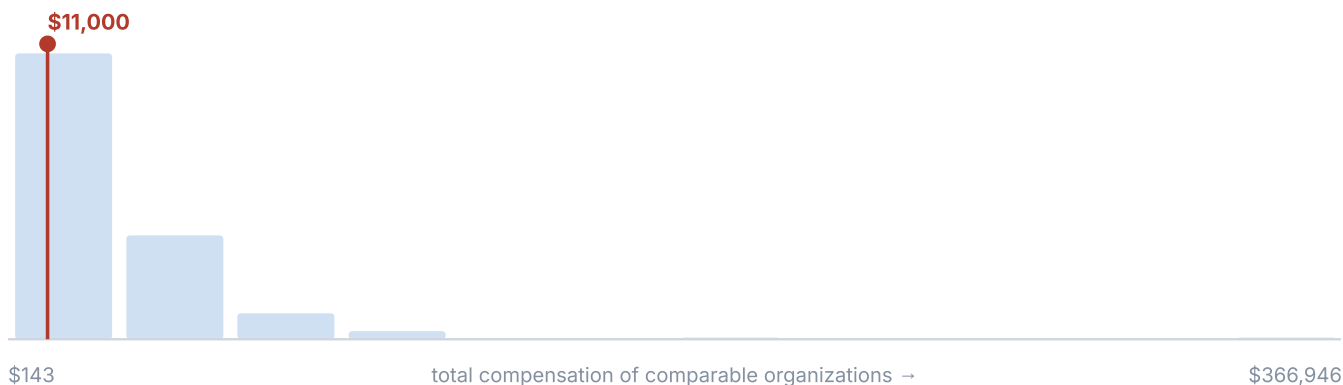 $11,000
$143 total compensation of comparable organizations → $366,946